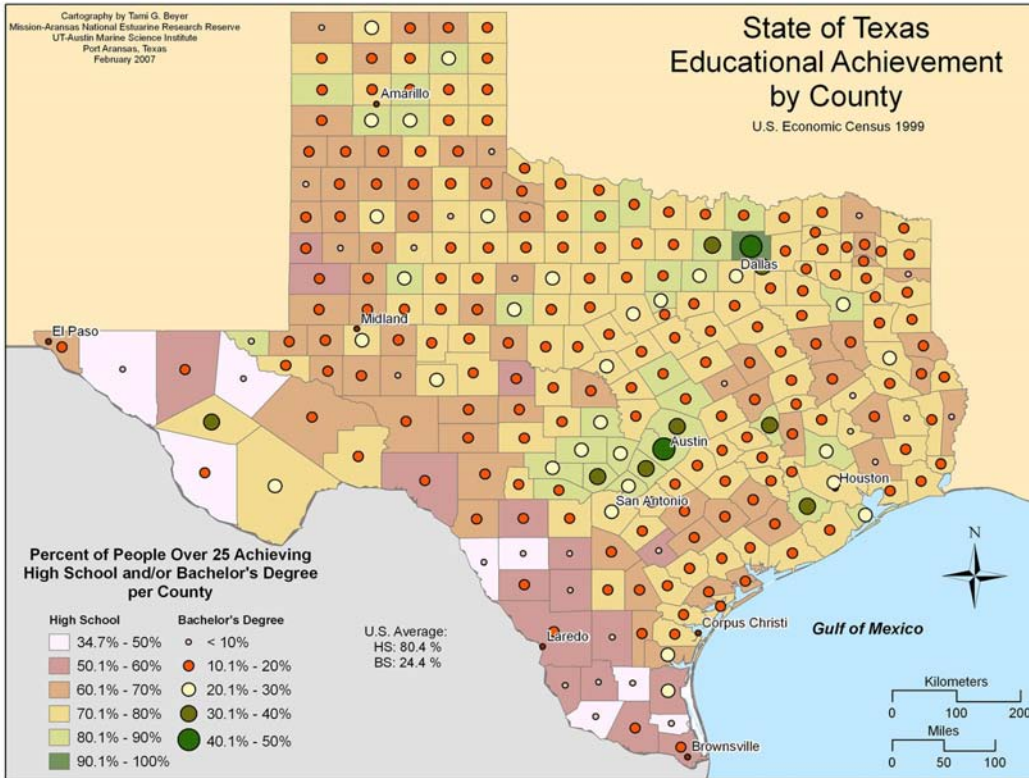 Cartography by Tami G. Beyer
Mission-Aransas National Estuarine Research Reserve
UT-Austin Marine Science Institute
Port Aransas, Texas
February 2007
State of Texas
Educational Achievement
by County
U.S. Economic Census 1999
Amarillo
Dallas
Midland
El Paso
Austin
Houston
San Antonio
Corpus Christi
Laredo
Brownsville
Gulf of Mexico
N
Percent of People Over 25 Achieving
High School and/or Bachelor's Degree
per County
High School
34.7% - 50%
50.1% - 60%
60.1% - 70%
70.1% - 80%
80.1% - 90%
90.1% - 100%
Bachelor's Degree
< 10%
10.1% - 20%
20.1% - 30%
30.1% - 40%
40.1% - 50%
U.S. Average:
HS: 80.4 %
BS: 24.4 %
Kilometers
0 100 200
Miles
0 50 100